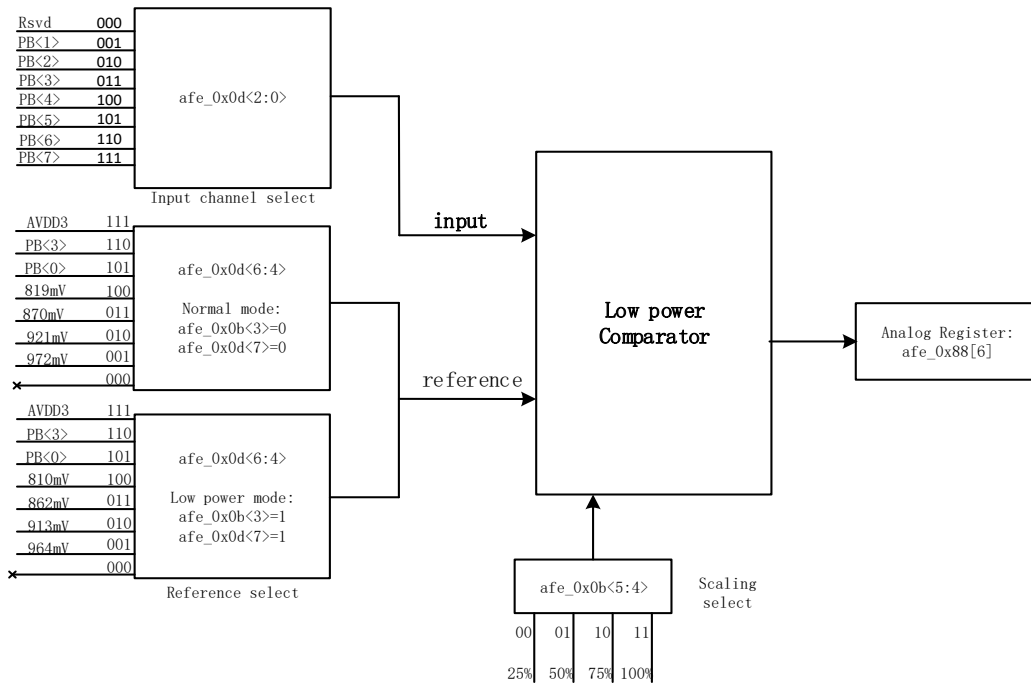 Rsvd 000
PB<1> 001
PB<2> 010
PB<3> 011
PB<4> 100
PB<5> 101
PB<6> 110
PB<7> 111
afe_0x0d<2:0>
Input channel select
AVDD3 111
PB<3> 110
PB<0> 101
819mV 100
870mV 011
921mV 010
972mV 001
000
afe_0x0d<6:4>
Normal mode:
afe_0x0b<3>=0
afe_0x0d<7>=0
AVDD3 111
PB<3> 110
PB<0> 101
810mV 100
862mV 011
913mV 010
964mV 001
000
afe_0x0d<6:4>
Low power mode:
afe_0x0b<3>=1
afe_0x0d<7>=1
Reference select
input
reference
Low power
Comparator
Analog Register:
afe_0x88[6]
afe_0x0b<5:4>
Scaling
select
00 01 10 11
25% 50% 75% 100%